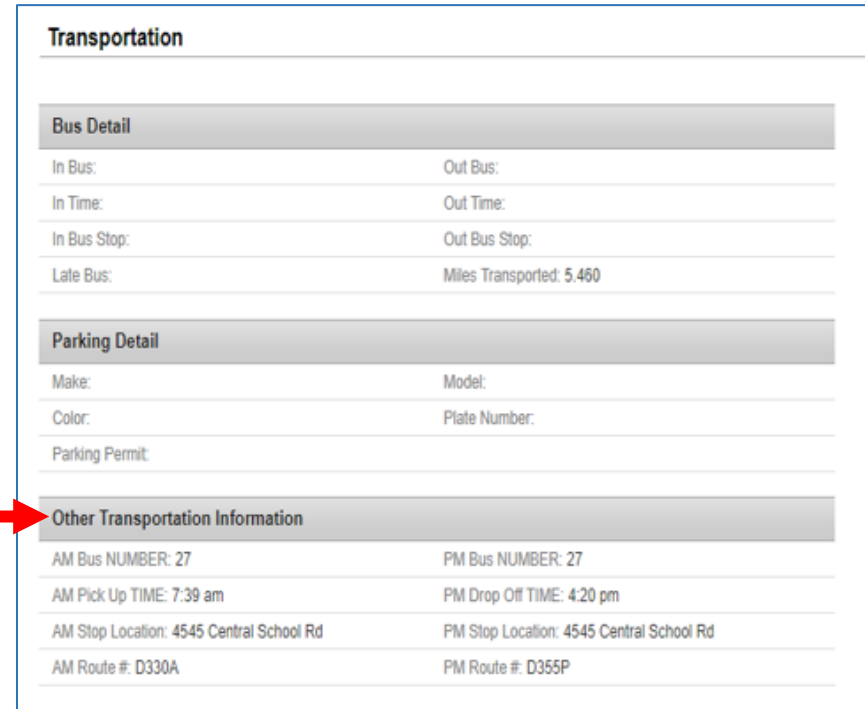 Transportation
Bus Detail
In Bus: Out Bus:
In Time: Out Time:
In Bus Stop: Out Bus Stop:
Late Bus: Miles Transported: 5.460
Parking Detail
Make: Model:
Color: Plate Number:
Parking Permit:
Other Transportation Information
AM Bus NUMBER: 27 PM Bus NUMBER: 27
AM Pick Up TIME: 7:39 am PM Drop Off TIME: 4:20 pm
AM Stop Location: 4545 Central School Rd PM Stop Location: 4545 Central School Rd
AM Route #: D330A PM Route #: D355P